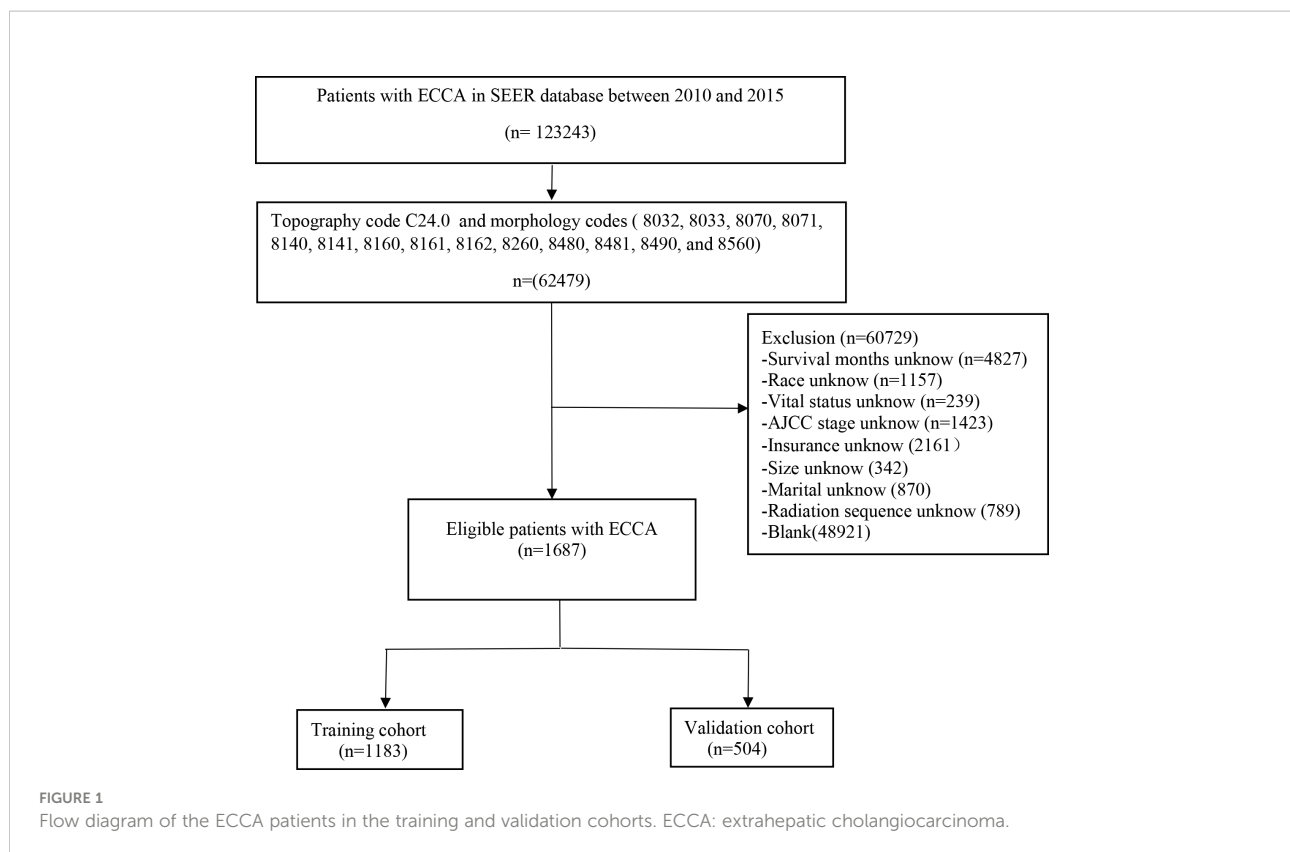 Patients with ECCA in SEER database between 2010 and 2015
(n= 123243)
Topography code C24.0 and morphology codes ( 8032, 8033, 8070, 8071,
8140, 8141, 8160, 8161, 8162, 8260, 8480, 8481, 8490, and 8560)
n=(62479)
Exclusion (n=60729)
-Survival months unknow (n=4827)
-Race unknow (n=1157)
-Vital status unknow (n=239)
-AJCC stage unknow (n=1423)
-Insurance unknow (2161）
-Size unknow (342)
-Marital unknow (870)
-Radiation sequence unknow (789)
-Blank(48921)
Eligible patients with ECCA
(n=1687)
Training cohort
(n=1183)
Validation cohort
(n=504)
FIGURE 1
Flow diagram of the ECCA patients in the training and validation cohorts. ECCA: extrahepatic cholangiocarcinoma.